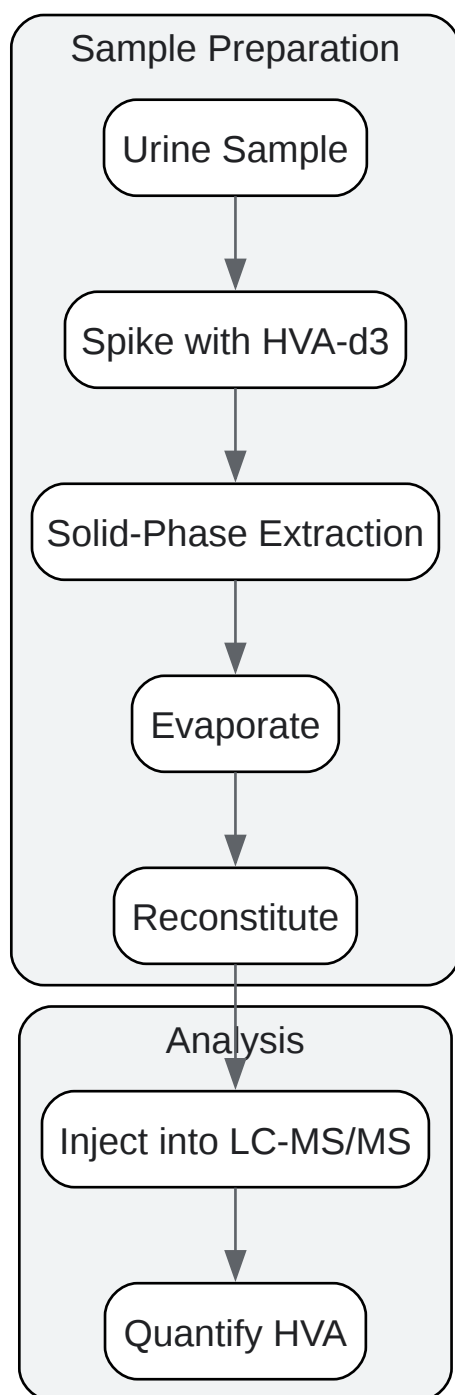 Sample Preparation
Urine Sample
Spike with HVA-d3
Solid-Phase Extraction
Evaporate
Reconstitute
Analysis
Inject into LC-MS/MS
Quantify HVA